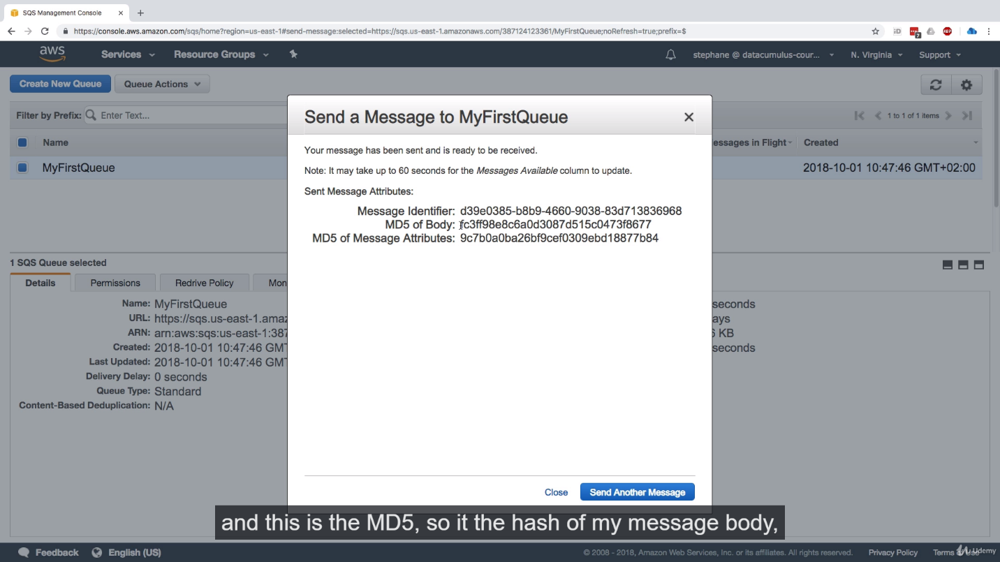 SQS Management Console
https://console.aws.amazon.com/sqs/home?region=us-east-1#send-message:selected=https://sqs.us-east-1.amazonaws.com/387124123361/MyFirstQueue;noRefresh=true;prefix=$
iD
7
ABP
aws
Services
Resource Groups
stephane @ datacumulus-cour...
N. Virginia
Support
Create New Queue
Queue Actions
Filter by Prefix:
Enter Text...
1 to 1 of 1 items
Name
essages in Flight
Created
MyFirstQueue
2018-10-01 10:47:46 GMT+02:00
Send a Message to MyFirstQueue
Your message has been sent and is ready to be received.
Note: It may take up to 60 seconds for the Messages Available column to update.
Sent Message Attributes:
Message Identifier: d39e0385-b8b9-4660-9038-83d713836968
MD5 of Body: fc3ff98e8c6a0d3087d515c0473f8677
MD5 of Message Attributes: 9c7b0a0ba26bf9cef0309ebd18877b84
Close
Send Another Message
1 SQS Queue selected
Details
Permissions
Redrive Policy
Mon
Name: MyFirstQueue
URL: https://sqs.us-east-1.amaz
ARN: arn:aws:sqs:us-east-1:387
Created: 2018-10-01 10:47:46 GMT
Last Updated: 2018-10-01 10:47:46 GMT
Delivery Delay: 0 seconds
Queue Type: Standard
Content-Based Deduplication: N/A
seconds
ays
KB
seconds
and this is the MD5, so it the hash of my message body,
Feedback
English (US)
© 2008 - 2018, Amazon Web Services, Inc. or its affiliates. All rights reserved.
Privacy Policy
Terms
Udemy